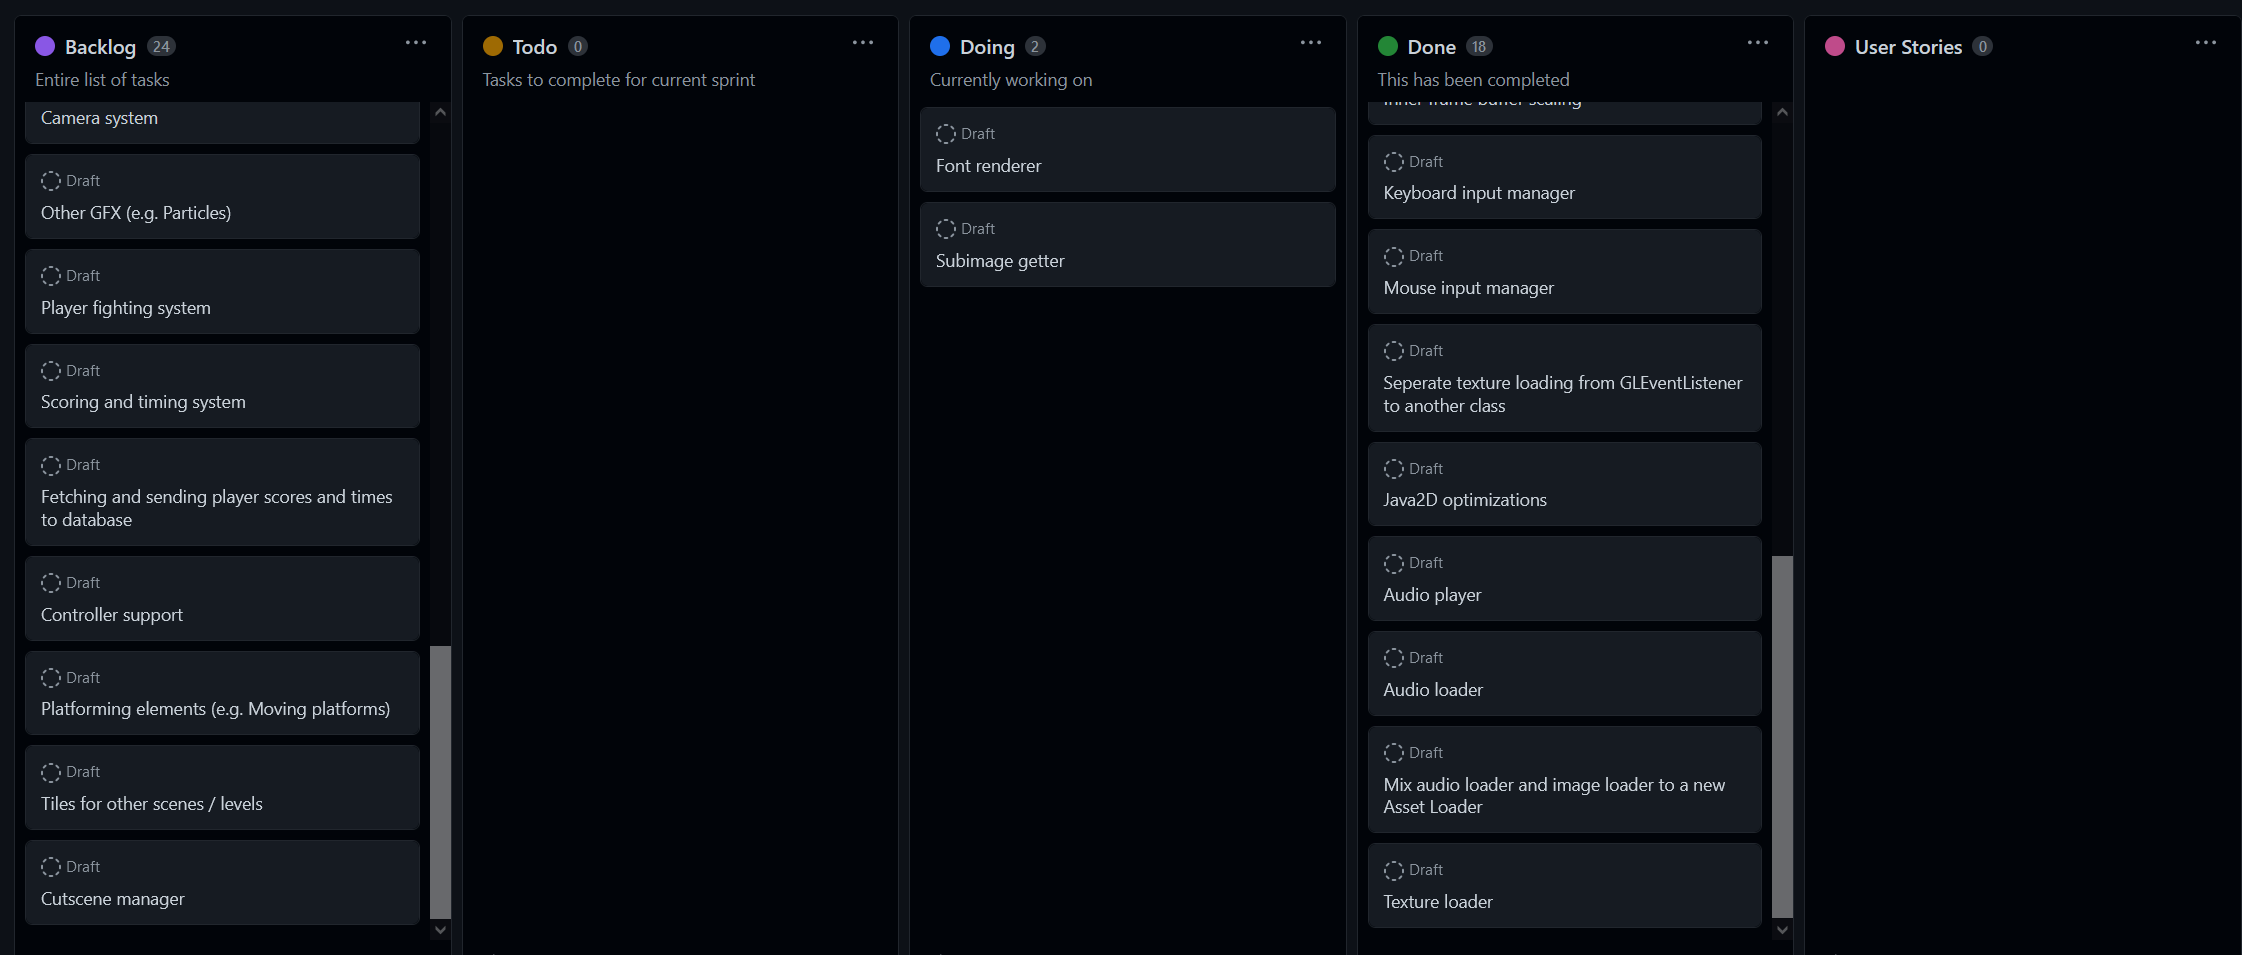 Backlog 24
Entire list of tasks
Camera system
Draft
Other GFX (e.g. Particles)
Draft
Player fighting system
Draft
Scoring and timing system
Draft
Fetching and sending player scores and times
to database
Draft
Controller support
Draft
Platforming elements (e.g. Moving platforms)
Draft
Tiles for other scenes / levels
Draft
Cutscene manager
Todo 0
Tasks to complete for current sprint
Doing 2
Currently working on
Draft
Font renderer
Draft
Subimage getter
Done 18
This has been completed
Inner frame buffer scaling
Draft
Keyboard input manager
Draft
Mouse input manager
Draft
Seperate texture loading from GLEventListener
to another class
Draft
Java2D optimizations
Draft
Audio player
Draft
Audio loader
Draft
Mix audio loader and image loader to a new
Asset Loader
Draft
Texture loader
User Stories 0